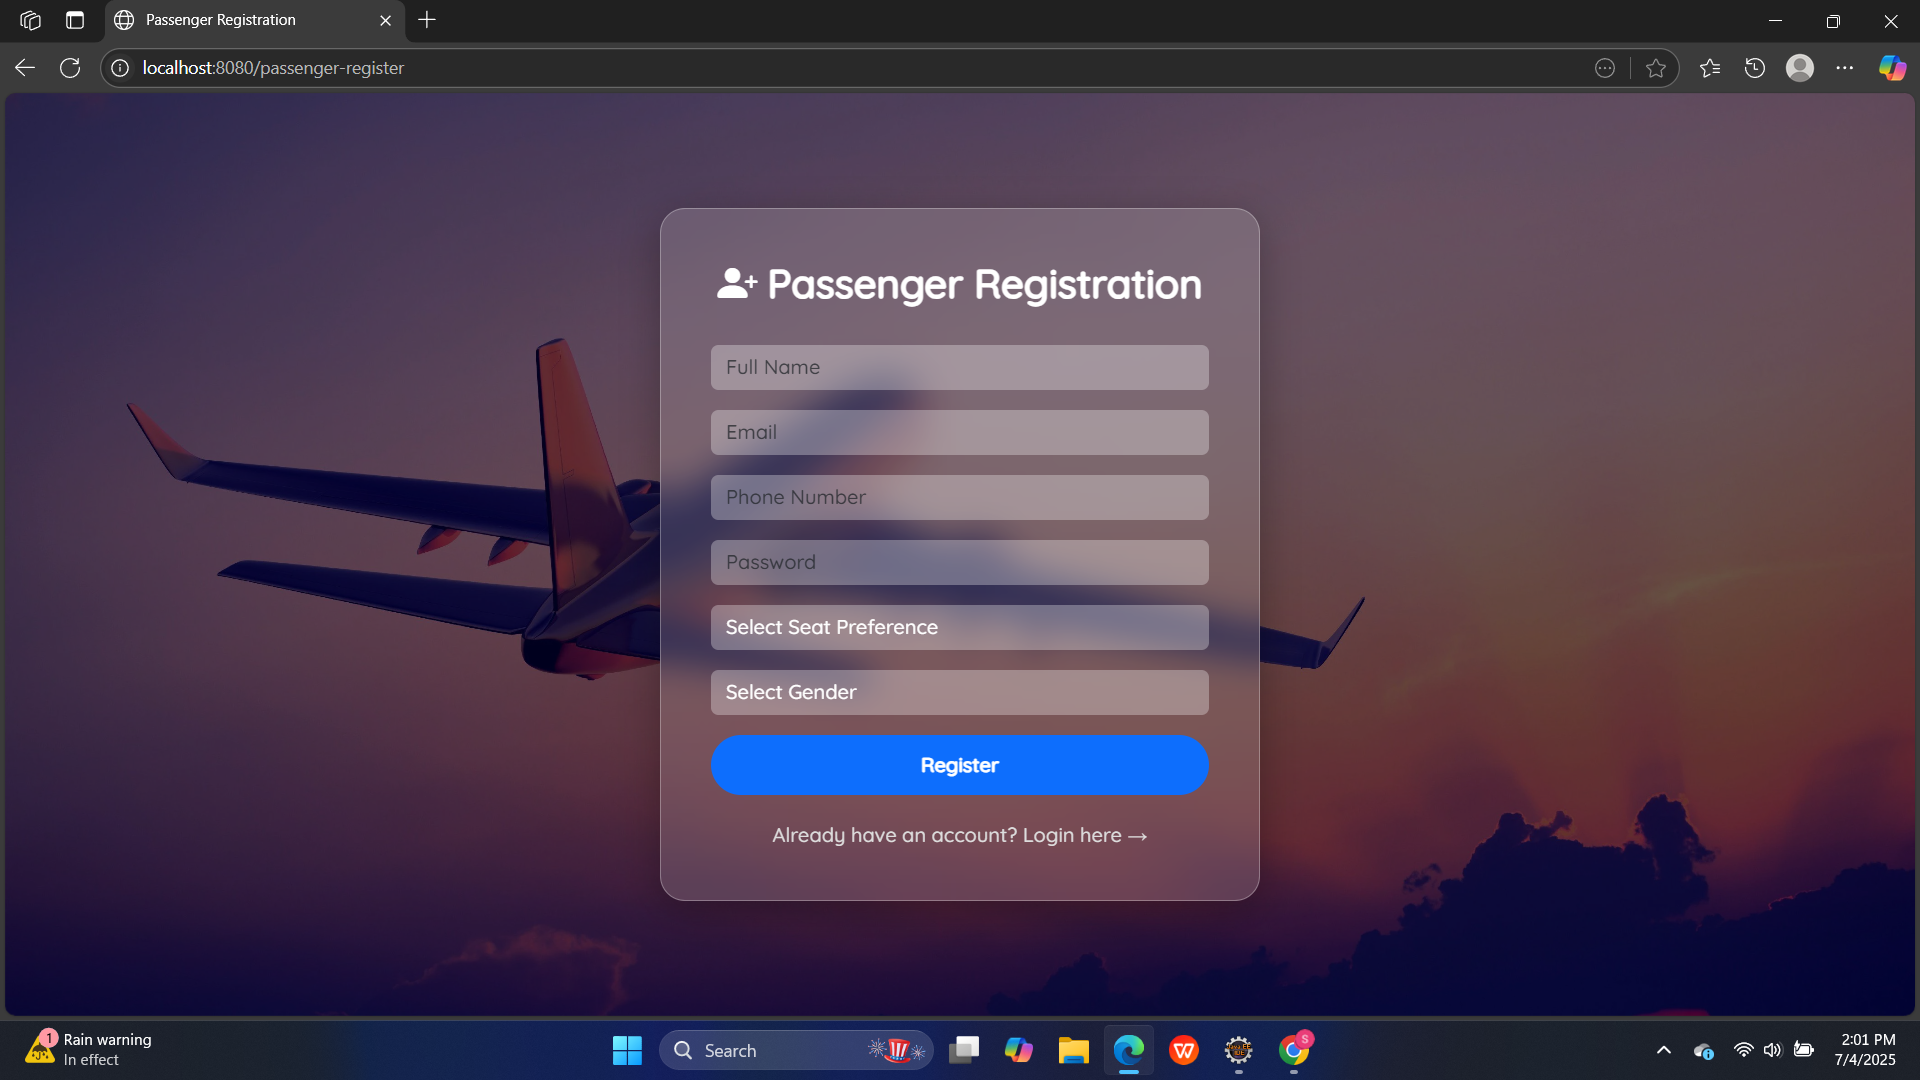 Passenger Registration
localhost:8080/passenger-register
Passenger Registration
Full Name
Email
Phone Number
Password
Select Seat Preference
Select Gender
Register
Already have an account? Login here →
1
Rain warning
In effect
Search
W
S
2:01 PM
7/4/2025